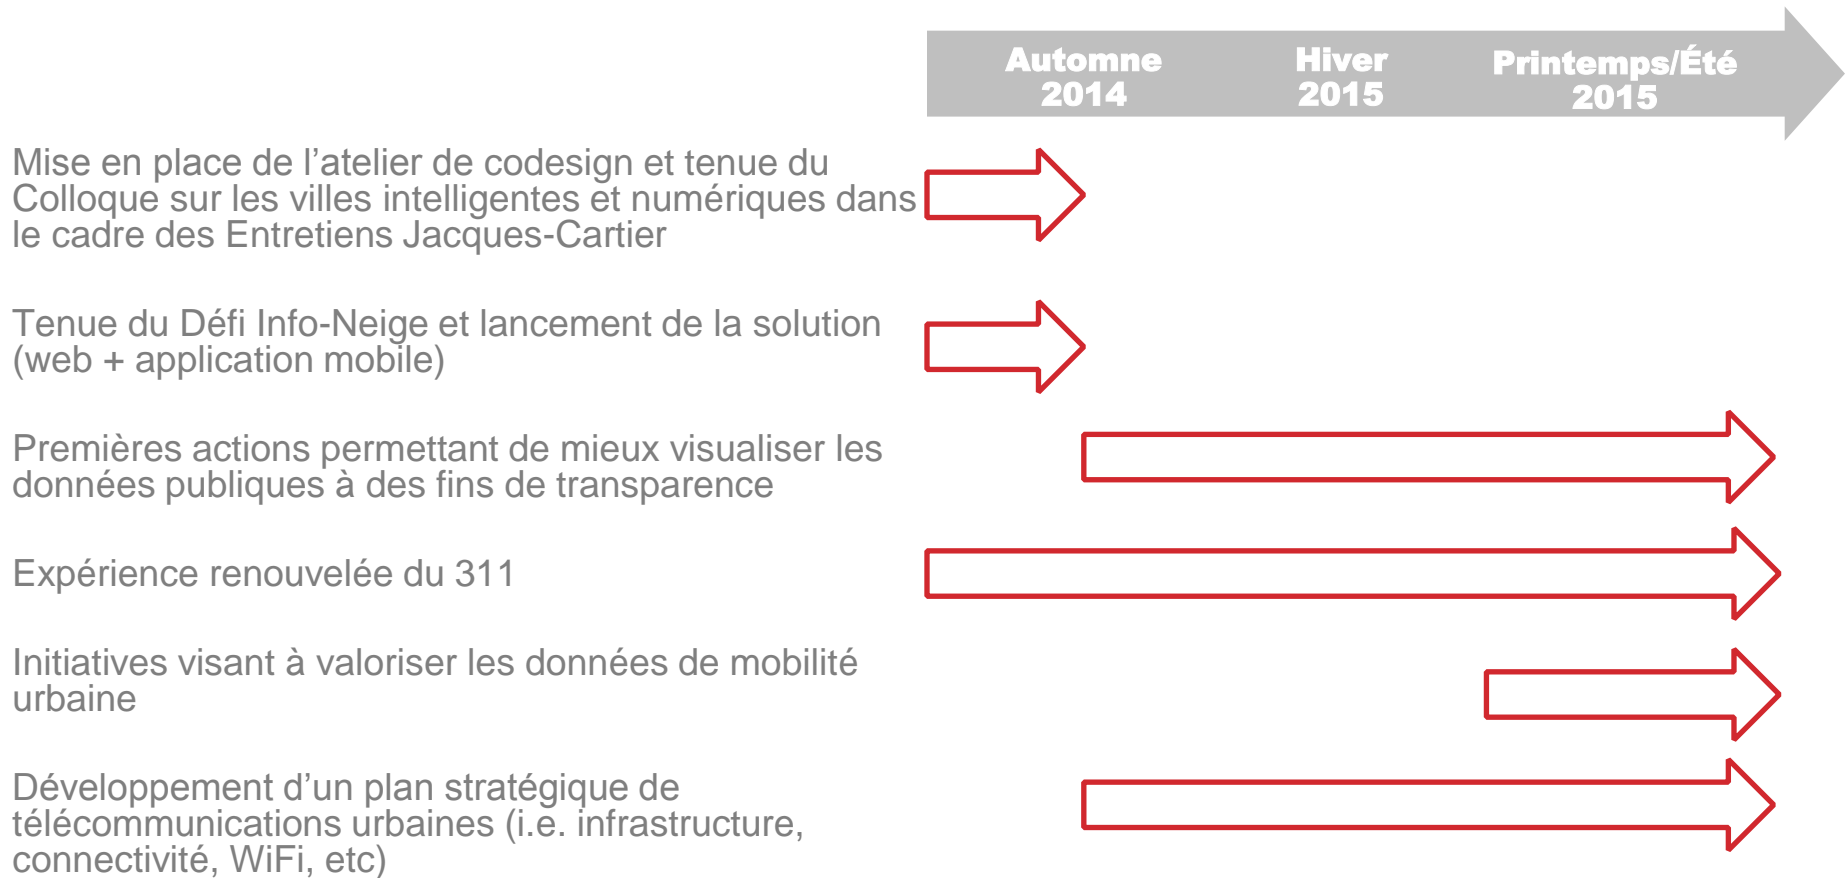 Automne
2014
Hiver
2015
Printemps/Été
2015
Mise en place de l’atelier de codesign et tenue du
Colloque sur les villes intelligentes et numériques dans
le cadre des Entretiens Jacques-Cartier
Tenue du Défi Info-Neige et lancement de la solution
(web + application mobile)
Premières actions permettant de mieux visualiser les
données publiques à des fins de transparence
Expérience renouvelée du 311
Initiatives visant à valoriser les données de mobilité
urbaine
Développement d’un plan stratégique de
télécommunications urbaines (i.e. infrastructure,
connectivité, WiFi, etc)